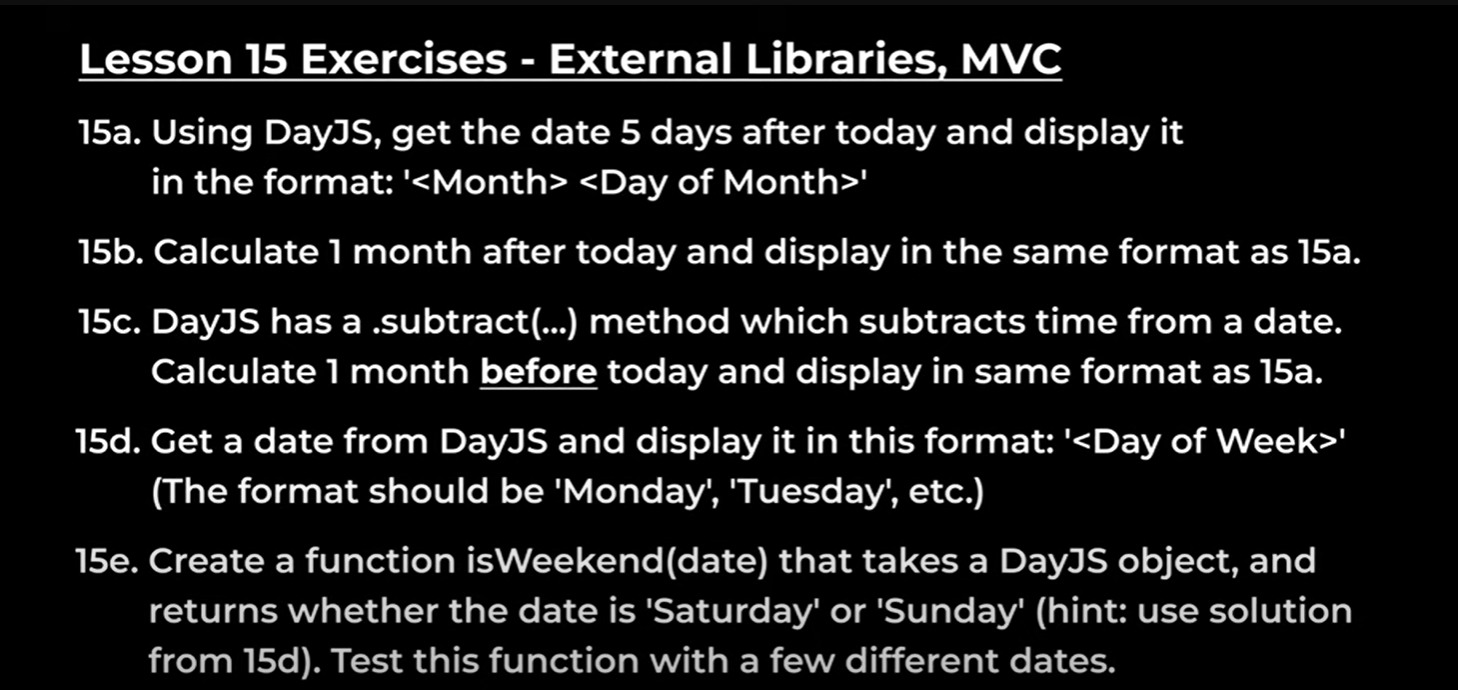 Lesson 15 Exercises - External Libraries, MVC
15a. Using DayJS, get the date 5 days after today and display it
in the format: '<Month> <Day of Month>'
15b. Calculate 1 month after today and display in the same format as 15a.
15c. DayJS has a .subtract(...) method which subtracts time from a date.
Calculate 1 month before today and display in same format as 15a.
15d. Get a date from DayJS and display it in this format: '<Day of Week>'
(The format should be 'Monday', 'Tuesday', etc.)
15e. Create a function isWeekend(date) that takes a DayJS object, and
returns whether the date is 'Saturday' or 'Sunday' (hint: use solution
from 15d). Test this function with a few different dates.